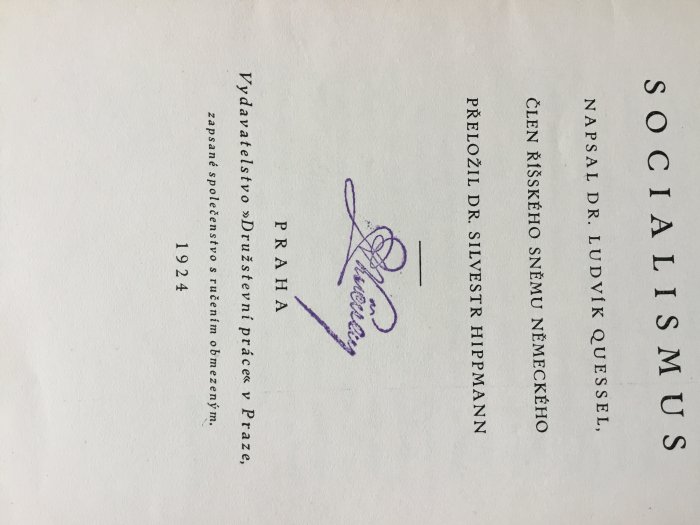 SOCIALISMUS
NAPSAL DR. LUDVÍK QUESSEL,
ČLEN ŘÍŠSKÉHO SNĚMU NĚMECKÉHO
PŘELOŽIL DR. SILVESTR HIPPMANN
PRAHA
Vydavatelstvo »Družstevní práce« v Praze,
zapsané společenstvo s ručením obmezeným.
1924